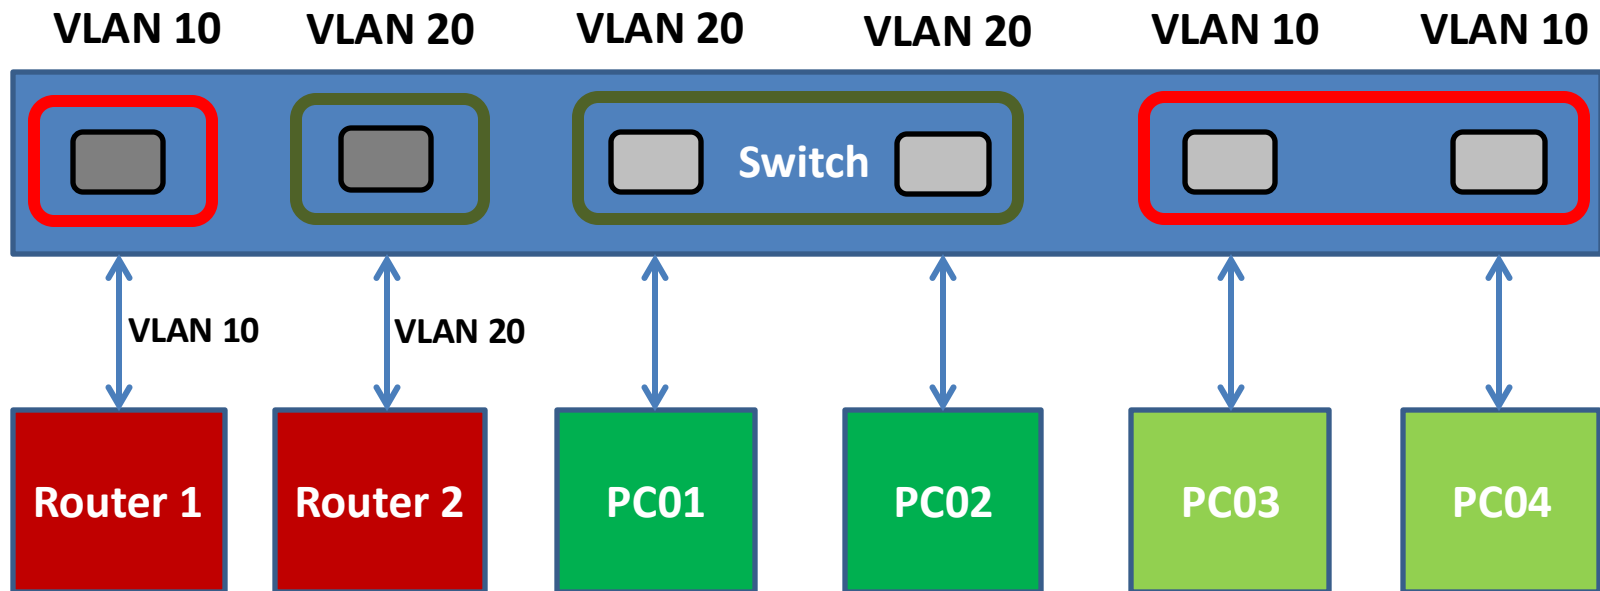 VLAN 10 VLAN 20 VLAN 20 VLAN 20 VLAN 10 VLAN 10
Switch
VLAN 10 VLAN 20
Router 1 Router 2 PC01 PC02 PC03 PC04